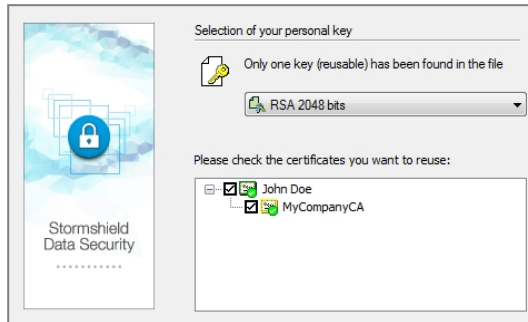 Selection of your personal key
Only one key (reusable) has been found in the file
RSA 2048 bits
Please check the certificates you want to reuse:
John Doe
MyCompanyCA
Stormshield
Data Security